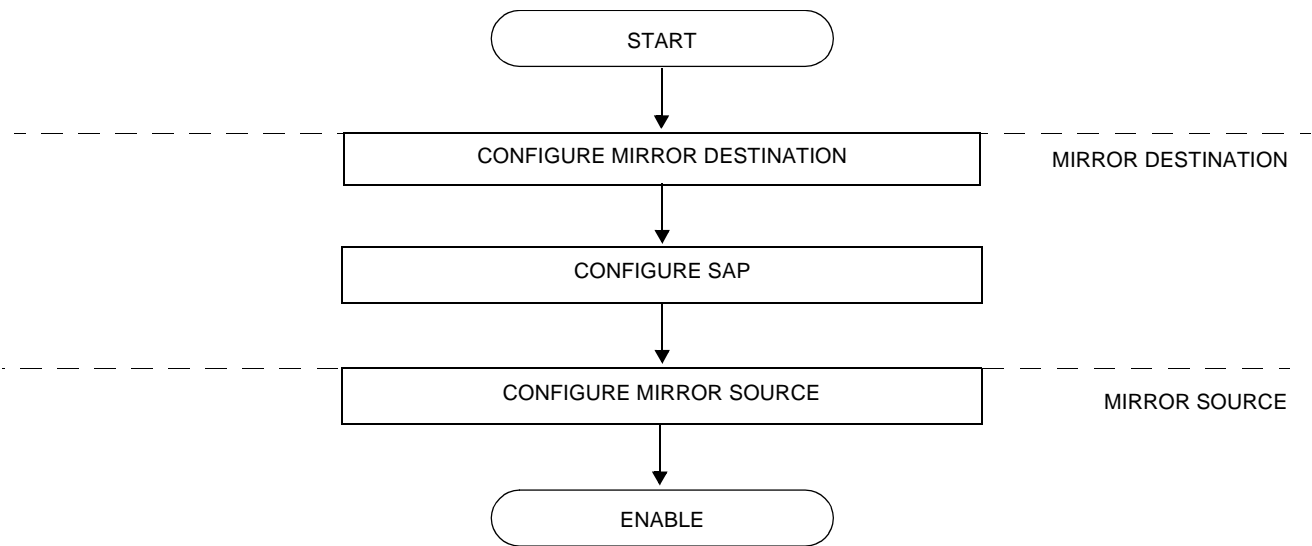 START
CONFIGURE MIRROR DESTINATION
MIRROR DESTINATION
CONFIGURE SAP
CONFIGURE MIRROR SOURCE
MIRROR SOURCE
ENABLE